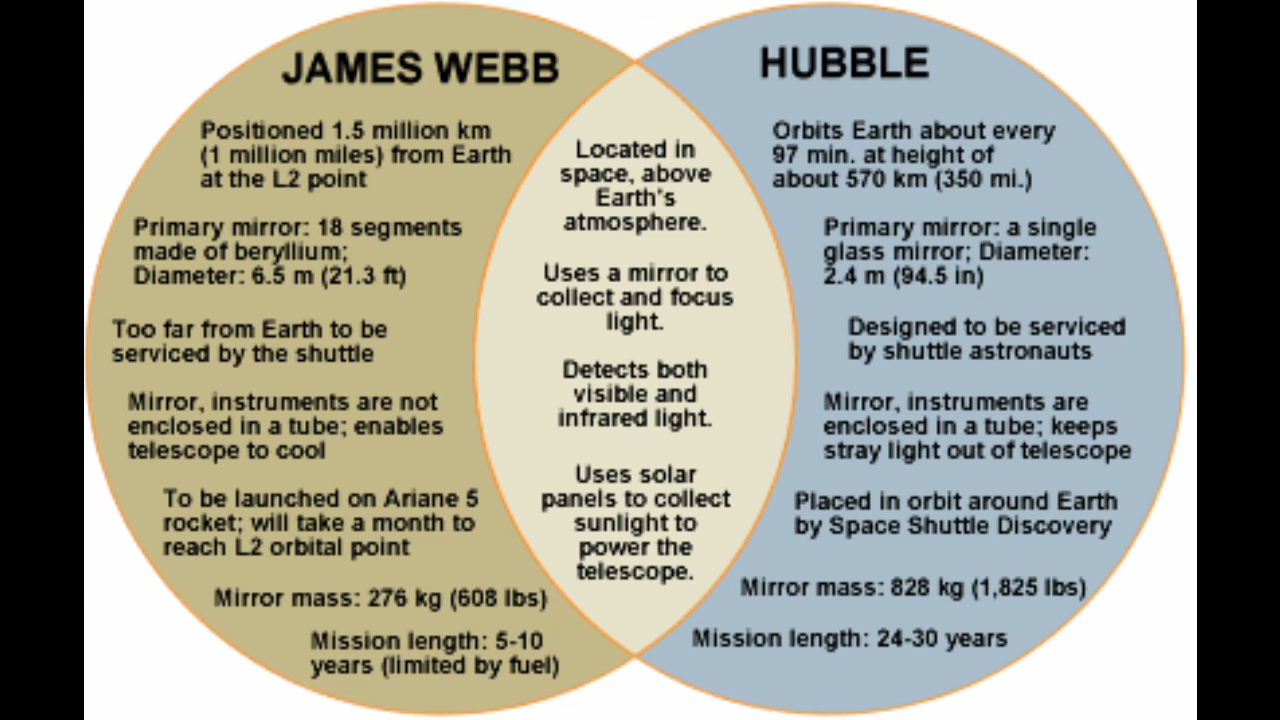 JAMES WEBB
Positioned 1.5 million km
(1 million miles) from Earth
at the L2 point
Primary mirror: 18 segments
made of beryllium;
Diameter: 6.5 m (21.3 ft)
Too far from Earth to be
serviced by the shuttle
Mirror, instruments are not
enclosed in a tube; enables
telescope to cool
To be launched on Ariane 5
rocket; will take a month to
reach L2 orbital point
Mirror mass: 276 kg (608 lbs)
Mission length: 5-10
years (limited by fuel)
Located in
space, above
Earth's
atmosphere.
Uses a mirror to
collect and focus
light.
Detects both
visible and
infrared light.
Uses solar
panels to collect
sunlight to
power the
telescope.
HUBBLE
Orbits Earth about every
97 min. at height of
about 570 km (350 mi.)
Primary mirror: a single
glass mirror; Diameter:
2.4 m (94.5 in)
Designed to be serviced
by shuttle astronauts
Mirror, instruments are
enclosed in a tube; keeps
stray light out of telescope
Placed in orbit around Earth
by Space Shuttle Discovery
Mirror mass: 828 kg (1,825 lbs)
Mission length: 24-30 years